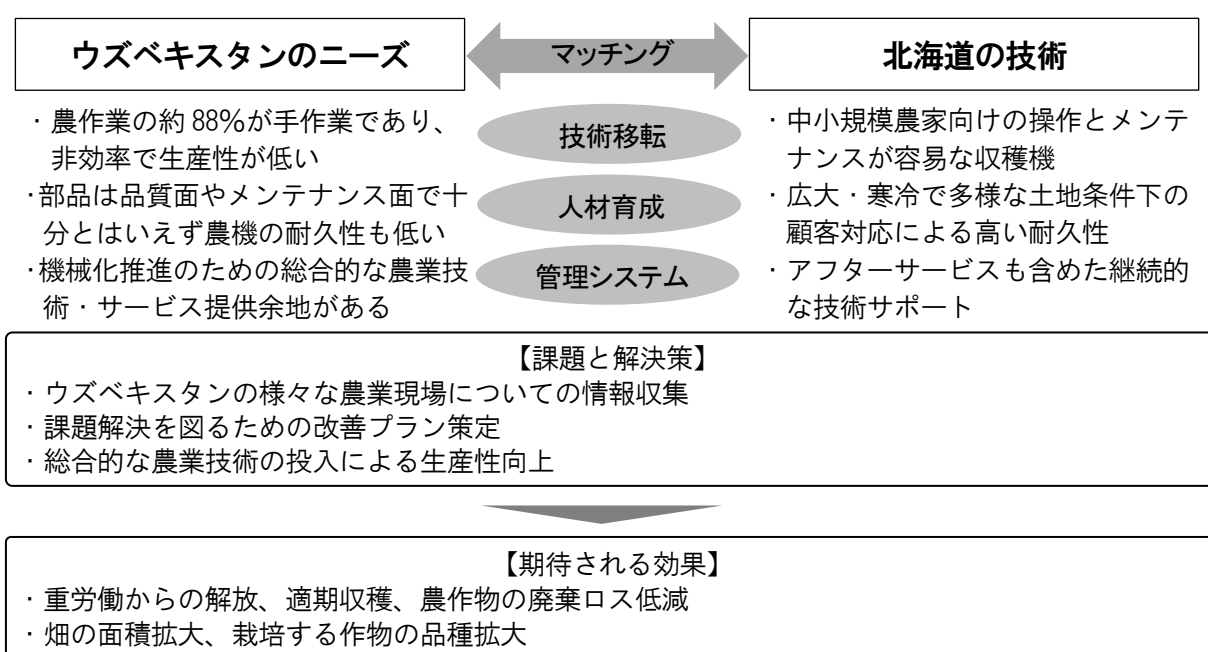 ウズベキスタンのニーズ
マッチング
北海道の技術
・農作業の約 88%が手作業であり、
非効率で生産性が低い
・部品は品質面やメンテナンス面で十
分とはいえず農機の耐久性も低い
・機械化推進のための総合的な農業技
術・サービス提供余地がある
技術移転
人材育成
管理システム
・中小規模農家向けの操作とメンテ
ナンスが容易な収穫機
・広大・寒冷で多様な土地条件下の
顧客対応による高い耐久性
・アフターサービスも含めた継続的
な技術サポート
【課題と解決策】
・ウズベキスタンの様々な農業現場についての情報収集
・課題解決を図るための改善プラン策定
・総合的な農業技術の投入による生産性向上
【期待される効果】
・重労働からの解放、適期収穫、農作物の廃棄ロス低減
・畑の面積拡大、栽培する作物の品種拡大